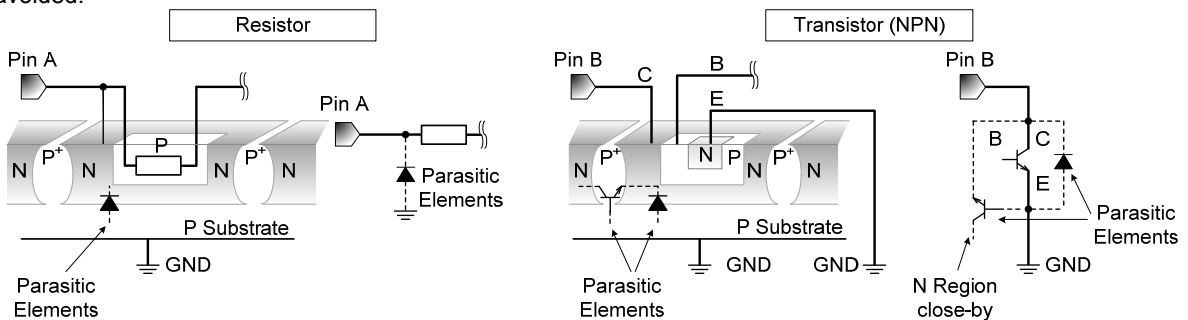 avoided.
Resistor
Pin A
N
P+
N
P
N
P+
N
P Substrate
GND
Parasitic
Elements
Pin A
Parasitic
Elements
Transistor (NPN)
Pin B
C
B
E
N
P+
N
N
P
P+
N
N
P Substrate
GND
GND
Parasitic
Elements
Pin B
B
C
E
Parasitic
Elements
GND
N Region
close-by